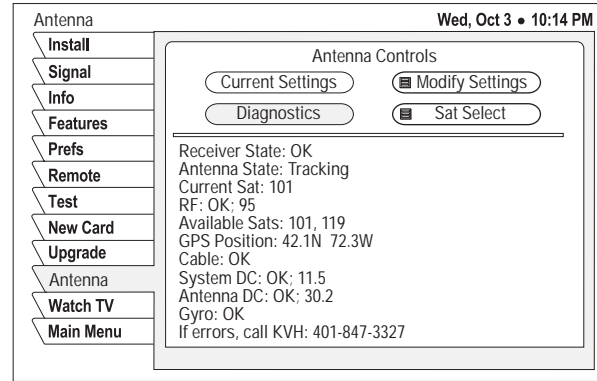 Antenna
Wed, Oct 3 ● 10:14 PM
Install
Signal
Info
Features
Prefs
Remote
Test
New Card
Upgrade
Antenna
Watch TV
Main Menu
Antenna Controls
Current Settings
Modify Settings
Diagnostics
Sat Select
Receiver State: OK
Antenna State: Tracking
Current Sat: 101
RF: OK; 95
Available Sats: 101, 119
GPS Position: 42.1N 72.3W
Cable: OK
System DC: OK; 11.5
Antenna DC: OK; 30.2
Gyro: OK
If errors, call KVH: 401-847-3327